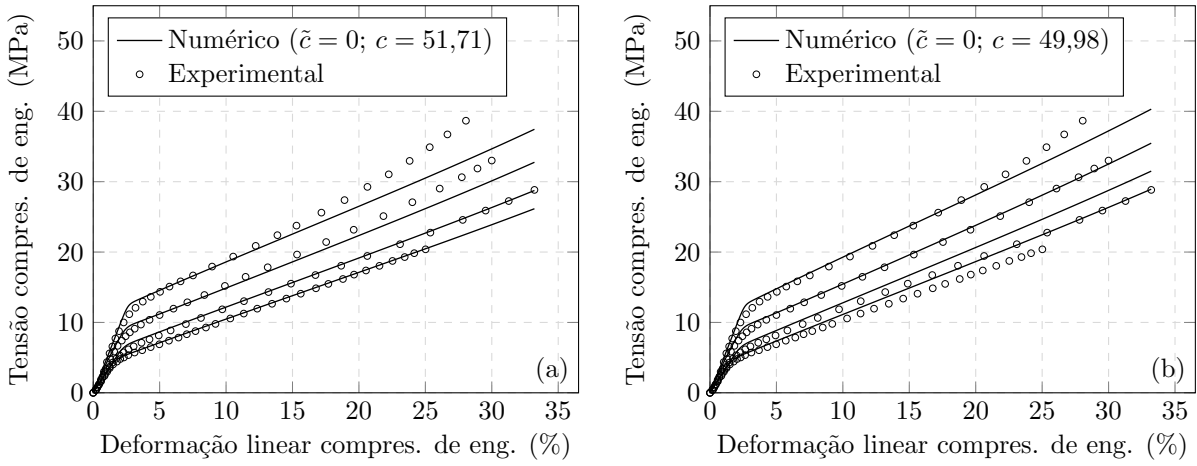 Numérico (c̃ = 0; c = 51,71)
Experimental
Tensão compres. de eng. (MPa)
50
40
30
20
10
0
0 5 10 15 20 25 30 35
Deformação linear compres. de eng. (%)
(a)
Numérico (c̃ = 0; c = 49,98)
Experimental
Tensão compres. de eng. (MPa)
50
40
30
20
10
0
0 5 10 15 20 25 30 35
Deformação linear compres. de eng. (%)
(b)